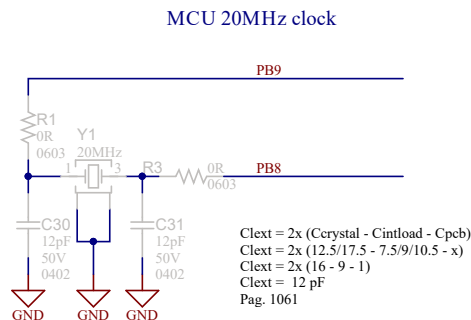 MCU 20MHz clock
PB9
R1
0R
0603
Y1
20MHz
1
3
R3
0R
0603
PB8
C30
12pF
50V
0402
C31
12pF
50V
0402
Clext = 2x (Ccrystal - Cintload - Cpcb)
Clext = 2x (12.5/17.5 - 7.5/9/10.5 - x)
Clext = 2x (16 - 9 - 1)
Clext =  12 pF
Pag. 1061
GND
GND
GND